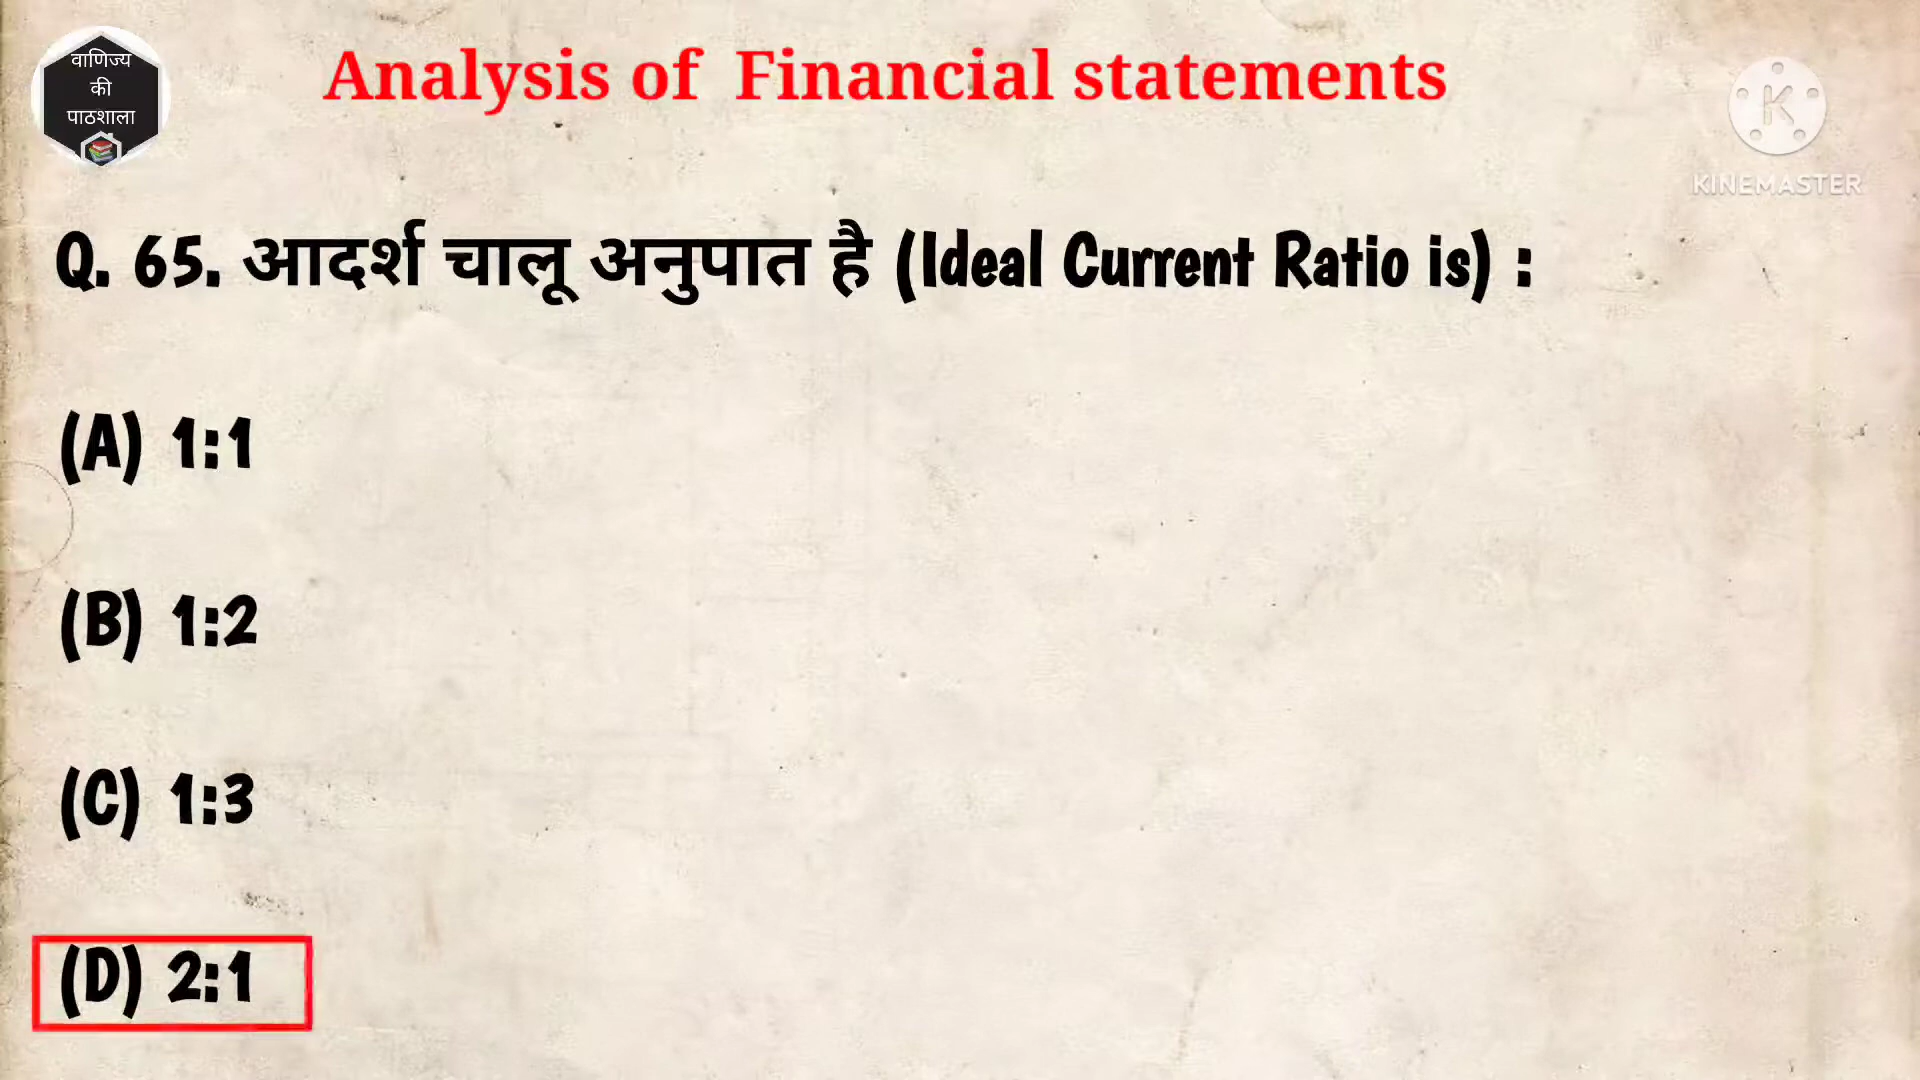 वाणिज्य
की
पाठशाला
Analysis of Financial statements
KINEMASTER
Q. 65. आदर्श चालू अनुपात है (Ideal Current Ratio is) :
(A) 1:1
(B) 1:2
(C) 1:3
(D) 2:1